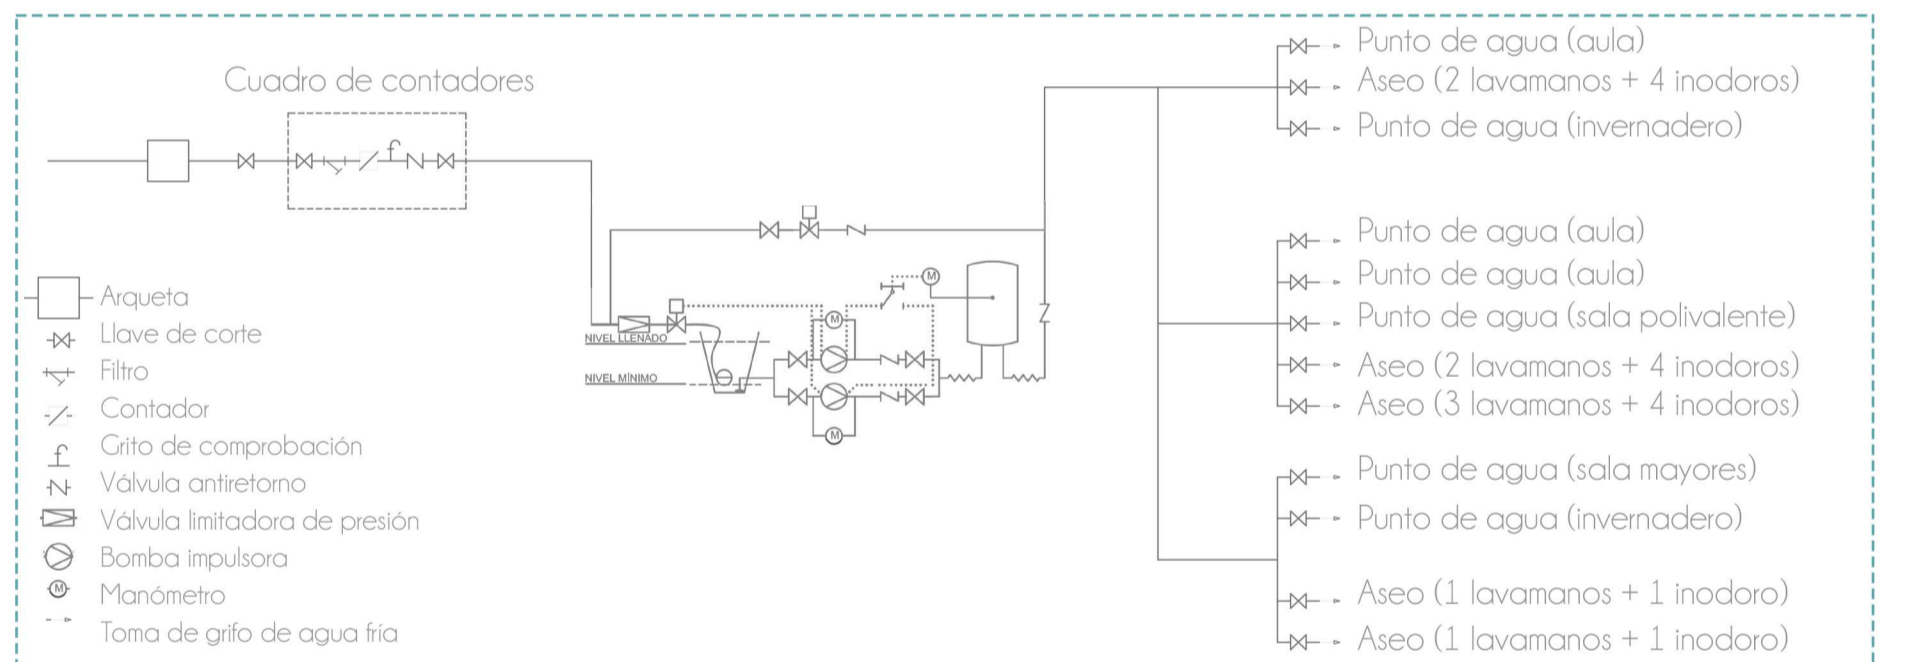 Cuadro de contadores
Punto de agua (aula)
Aseo (2 lavamanos + 4 inodoros)
Punto de agua (invernadero)
Punto de agua (aula)
Punto de agua (aula)
Punto de agua (sala polivalente)
Aseo (2 lavamanos + 4 inodoros)
Aseo (3 lavamanos + 4 inodoros)
Punto de agua (sala mayores)
Punto de agua (invernadero)
Aseo (1 lavamanos + 1 inodoro)
Aseo (1 lavamanos + 1 inodoro)
M
NIVEL LLENADO
M
NIVEL MÍNIMO
M
Arqueta
Llave de corte
Filtro
Contador
Grito de comprobación
Válvula antiretorno
Válvula limitadora de presión
Bomba impulsora
M
Manómetro
Toma de grifo de agua fría